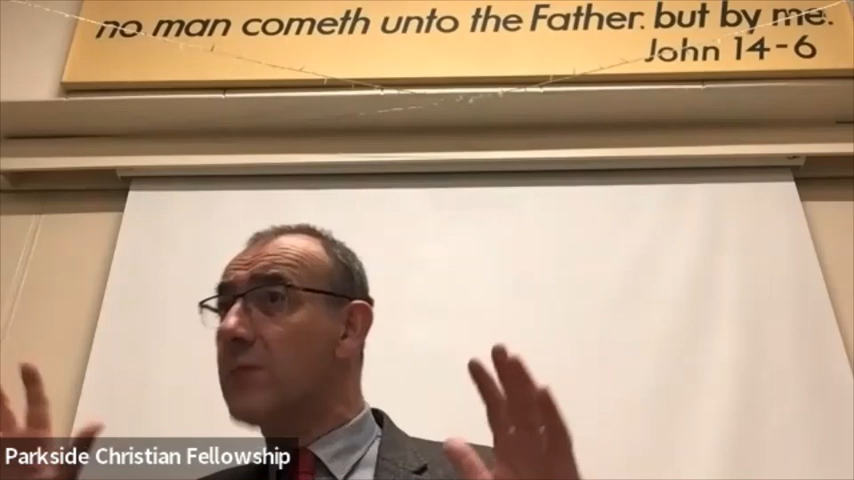 no man cometh unto the Father. but by me.
John 14-6
Parkside Christian Fellowship